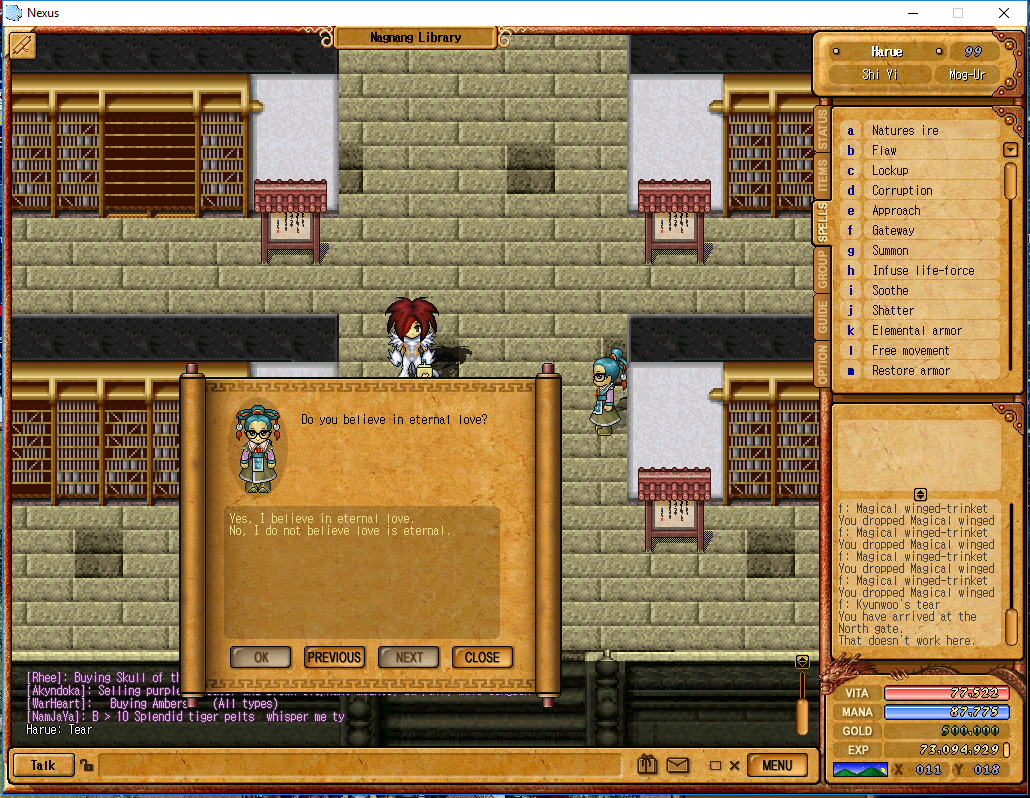 Nexus
Nagnang Library
Harue 99
Shi Yi Mog-Ur
STATUS
ITEMS
SPELLS
GROUP
GUIDE
OPTION
a Natures ire
b Flaw
c Lockup
d Corruption
e Approach
f Gateway
g Summon
h Infuse life-force
i Soothe
j Shatter
k Elemental armor
l Free movement
m Restore armor
Do you believe in eternal love?
Yes, I believe in eternal love.
No, I do not believe love is eternal.
OK PREVIOUS NEXT CLOSE
f: Magical winged-trinket
You dropped Magical winged
f: Magical winged-trinket
You dropped Magical winged
f: Magical winged-trinket
You dropped Magical winged
f: Magical winged-trinket
You dropped Magical winged
f: Kyunwoo's tear
You have arrived at the
North gate.
That doesn't work here.
[Rhee]: Buying Skull of th
[Akyndoka]: Selling purple
[WarHeart]: Buying Ambers (All types)
[NamJaYa]: B > 10 Splendid tiger pelts whisper me ty
Harue: Tear
Talk
MENU
VITA 77,522
MANA 87,775
GOLD 500,000
EXP 73,094,929
X 011 Y 018